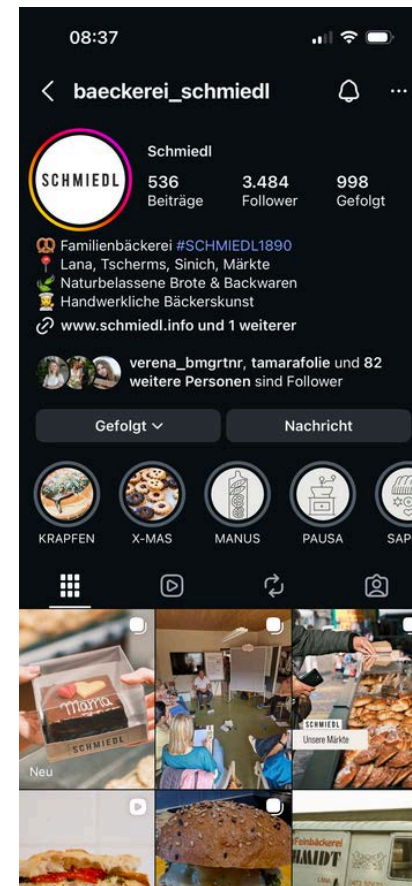 08:37
baeckerei_schmiedl
SCHMIEDL
Schmiedl
536 3.484 998
Beiträge Follower Gefolgt
🥨 Familienbäckerei #SCHMIEDL1890
📍 Lana, Tscherms, Sinich, Märkte
🌿 Naturbelassene Brote & Backwaren
👩‍🍳 Handwerkliche Bäckerskunst
www.schmiedl.info und 1 weiterer
verena_bmgrtnr, tamarafolie und 82
weitere Personen sind Follower
Gefolgt Nachricht
KRAPFEN X-MAS MANUS PAUSA
Mama
SCHMIEDL
Neu
SCHMIEDL
Unsere Märkte
Feinbäckerei